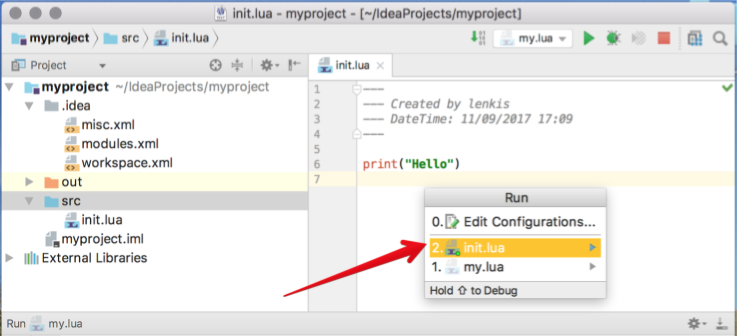 init.lua - myproject - [~/IdeaProjects/myproject]
myproject src init.lua my.lua
Project
init.lua
myproject ~/IdeaProjects/myproject
.idea
misc.xml
modules.xml
workspace.xml
out
src
init.lua
myproject.iml
External Libraries
1 ---
2 --- Created by lenkis
3 --- DateTime: 11/09/2017 17:09
4 ---
5
6 print("Hello")
7
Run
0. Edit Configurations...
2. init.lua
1. my.lua
Hold ⇧ to Debug
Run my.lua